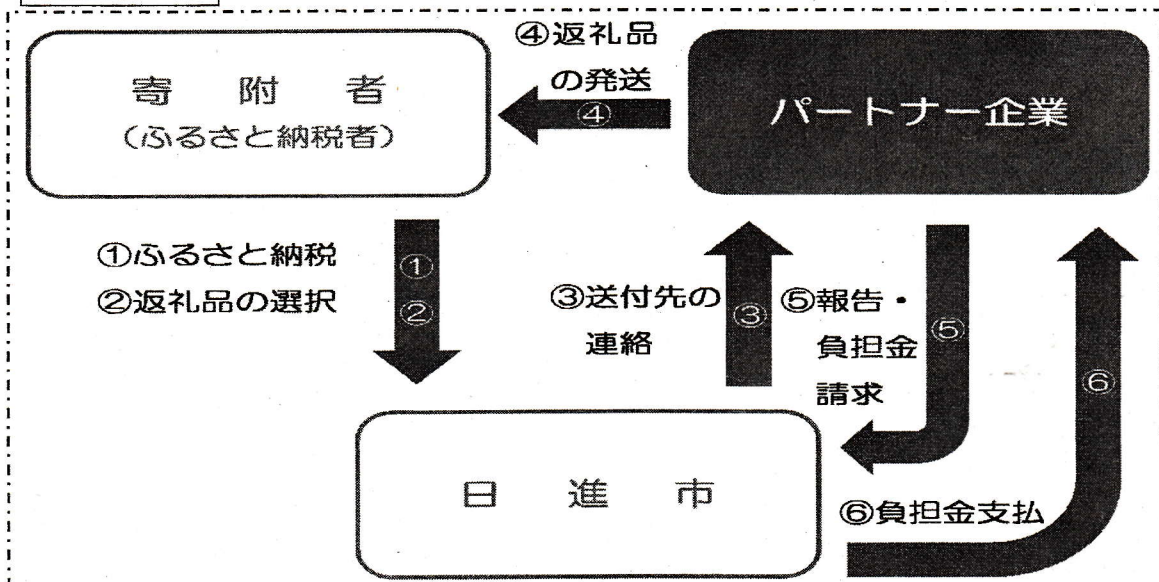 ④返礼品
の発送
寄附者
(ふるさと納税者)
④
パートナー企業
①ふるさと納税
②返礼品の選択
①
②
③送付先の
連絡
③
⑤報告・
負担金
請求
⑤
⑥
日進市
⑥負担金支払